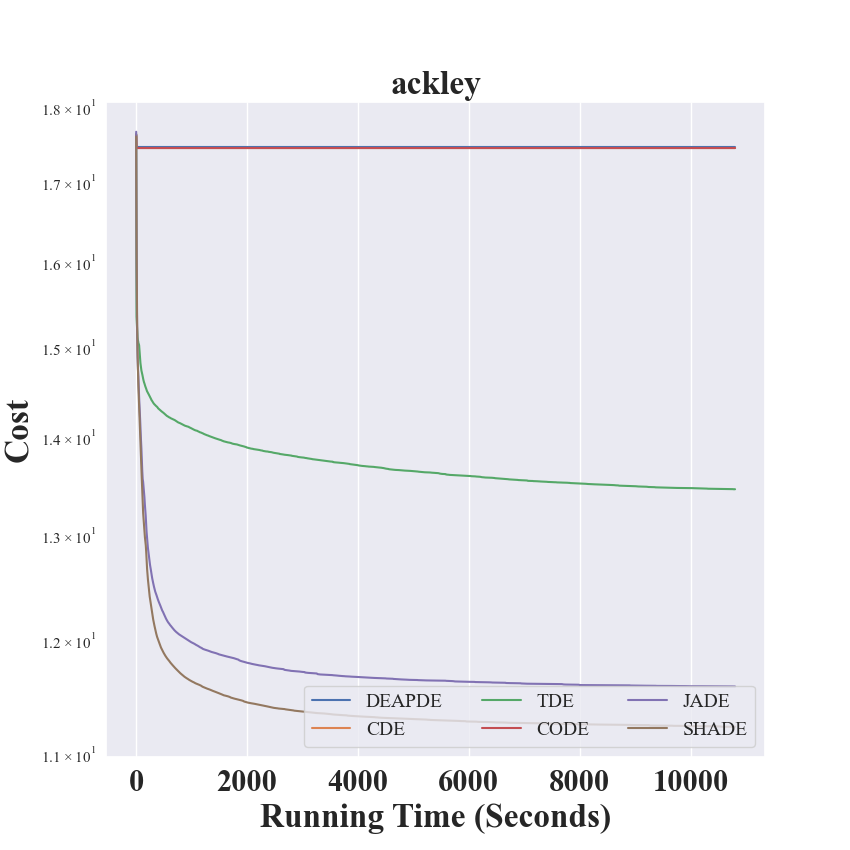 ackley
1.8 × 10¹
1.7 × 10¹
1.6 × 10¹
1.5 × 10¹
1.4 × 10¹
1.3 × 10¹
1.2 × 10¹
1.1 × 10¹
Cost
DEAPDE TDE JADE
CDE CODE SHADE
0 2000 4000 6000 8000 10000
Running Time (Seconds)